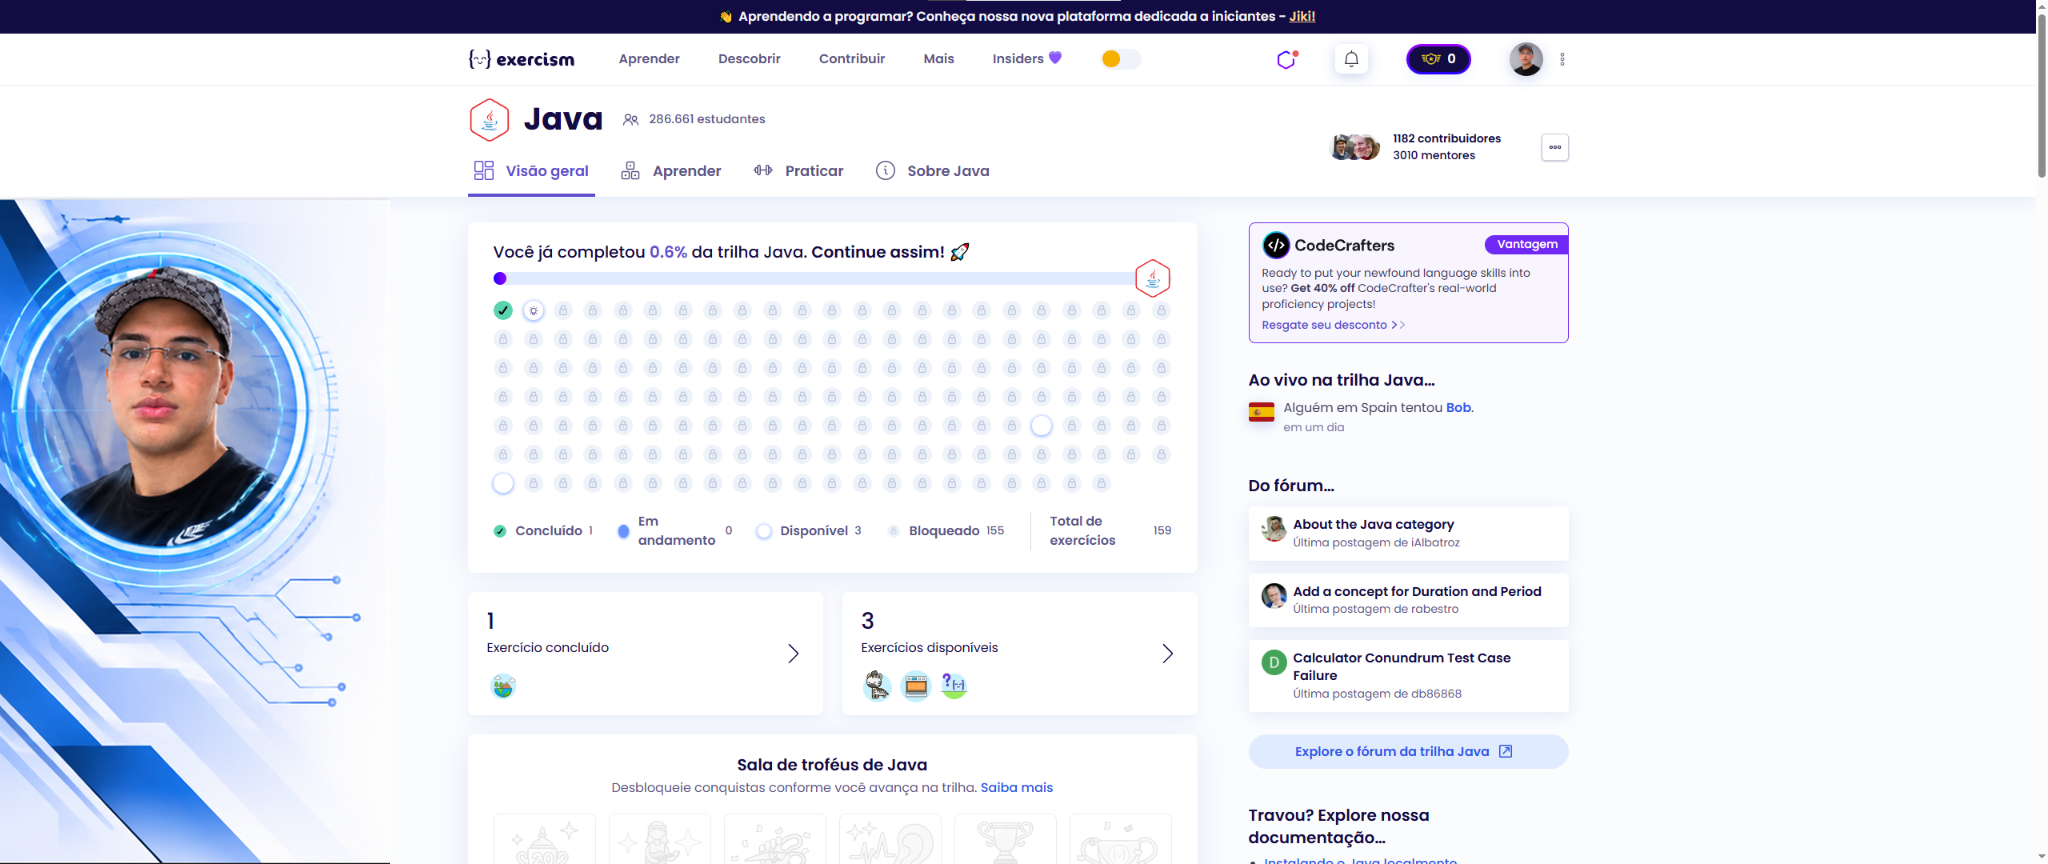 👋 Aprendendo a programar? Conheça nossa nova plataforma dedicada a iniciantes - Jiki!
exercism
Aprender
Descobrir
Contribuir
Mais
Insiders 💜
0
Java
286.661 estudantes
1182 contribuidores
3010 mentores
Visão geral
Aprender
Praticar
Sobre Java
Você já completou 0.6% da trilha Java. Continue assim! 🚀
Concluído 1
Em andamento 0
Disponível 3
Bloqueado 155
Total de exercícios 159
1
Exercício concluído
3
Exercícios disponíveis
Sala de troféus de Java
Desbloqueie conquistas conforme você avança na trilha. Saiba mais
20
CodeCrafters
Vantagem
Ready to put your newfound language skills into
use? Get 40% off CodeCrafter's real-world
proficiency projects!
Resgate seu desconto
Ao vivo na trilha Java...
Alguém em Spain tentou Bob.
em um dia
Do fórum...
About the Java category
Última postagem de iAlbatroz
Add a concept for Duration and Period
Última postagem de rabestro
D
Calculator Conundrum Test Case
Failure
Última postagem de db86868
Explore o fórum da trilha Java
Travou? Explore nossa
documentação...
Instalando o Java localmente